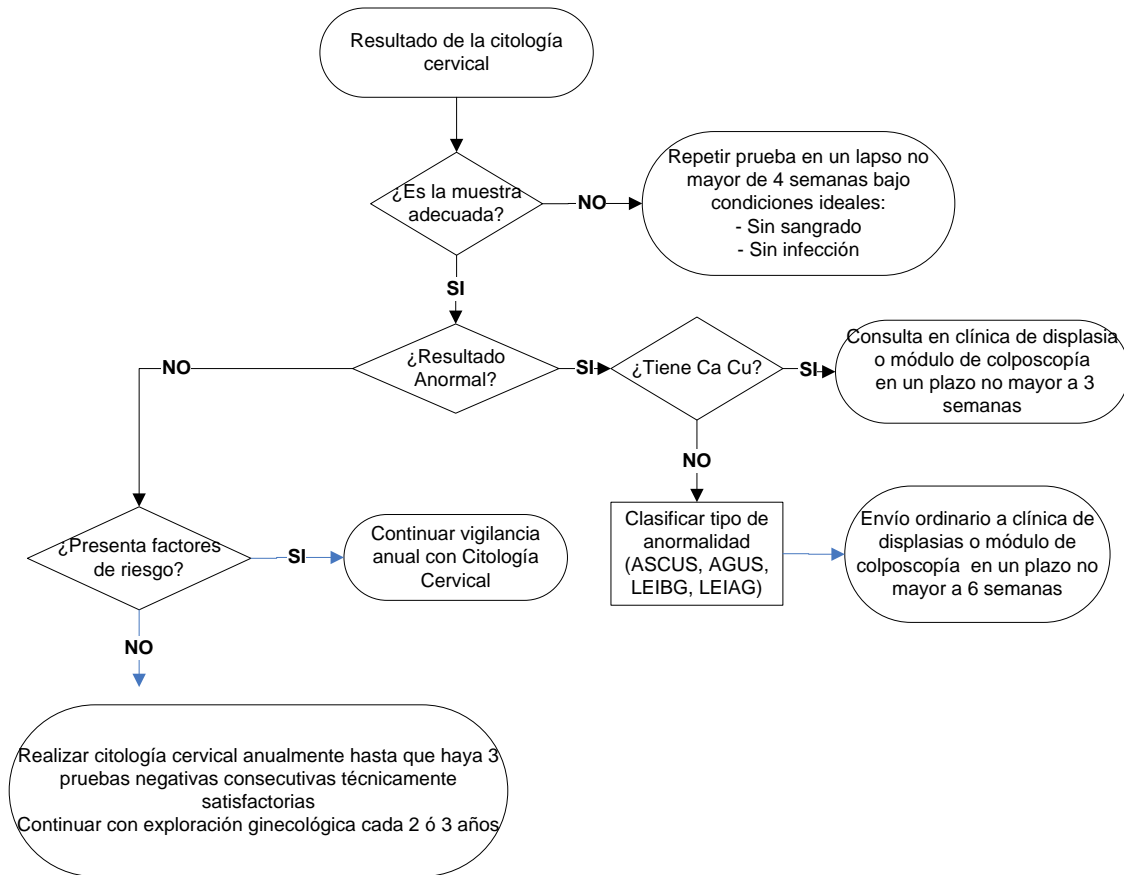 Resultado de la citología
cervical
¿Es la muestra
adecuada?
NO
Repetir prueba en un lapso no
mayor de 4 semanas bajo
condiciones ideales:
- Sin sangrado
- Sin infección
SI
¿Resultado
Anormal?
NO
SI
¿Tiene Ca Cu?
SI
Consulta en clínica de displasia
o módulo de colposcopía
en un plazo no mayor a 3
semanas
NO
Clasificar tipo de
anormalidad
(ASCUS, AGUS,
LEIBG, LEIAG)
Envío ordinario a clínica de
displasias o módulo de
colposcopía en un plazo no
mayor a 6 semanas
¿Presenta factores
de riesgo?
SI
Continuar vigilancia
anual con Citología
Cervical
NO
Realizar citología cervical anualmente hasta que haya 3
pruebas negativas consecutivas técnicamente
satisfactorias
Continuar con exploración ginecológica cada 2 ó 3 años